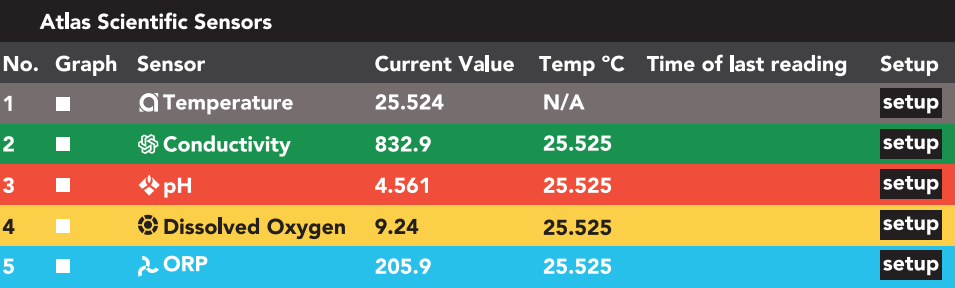 Atlas Scientific Sensors
No. Graph Sensor Current Value Temp °C Time of last reading Setup
1 Temperature 25.524 N/A setup
2 Conductivity 832.9 25.525 setup
3 pH 4.561 25.525 setup
4 Dissolved Oxygen 9.24 25.525 setup
5 ORP 205.9 25.525 setup